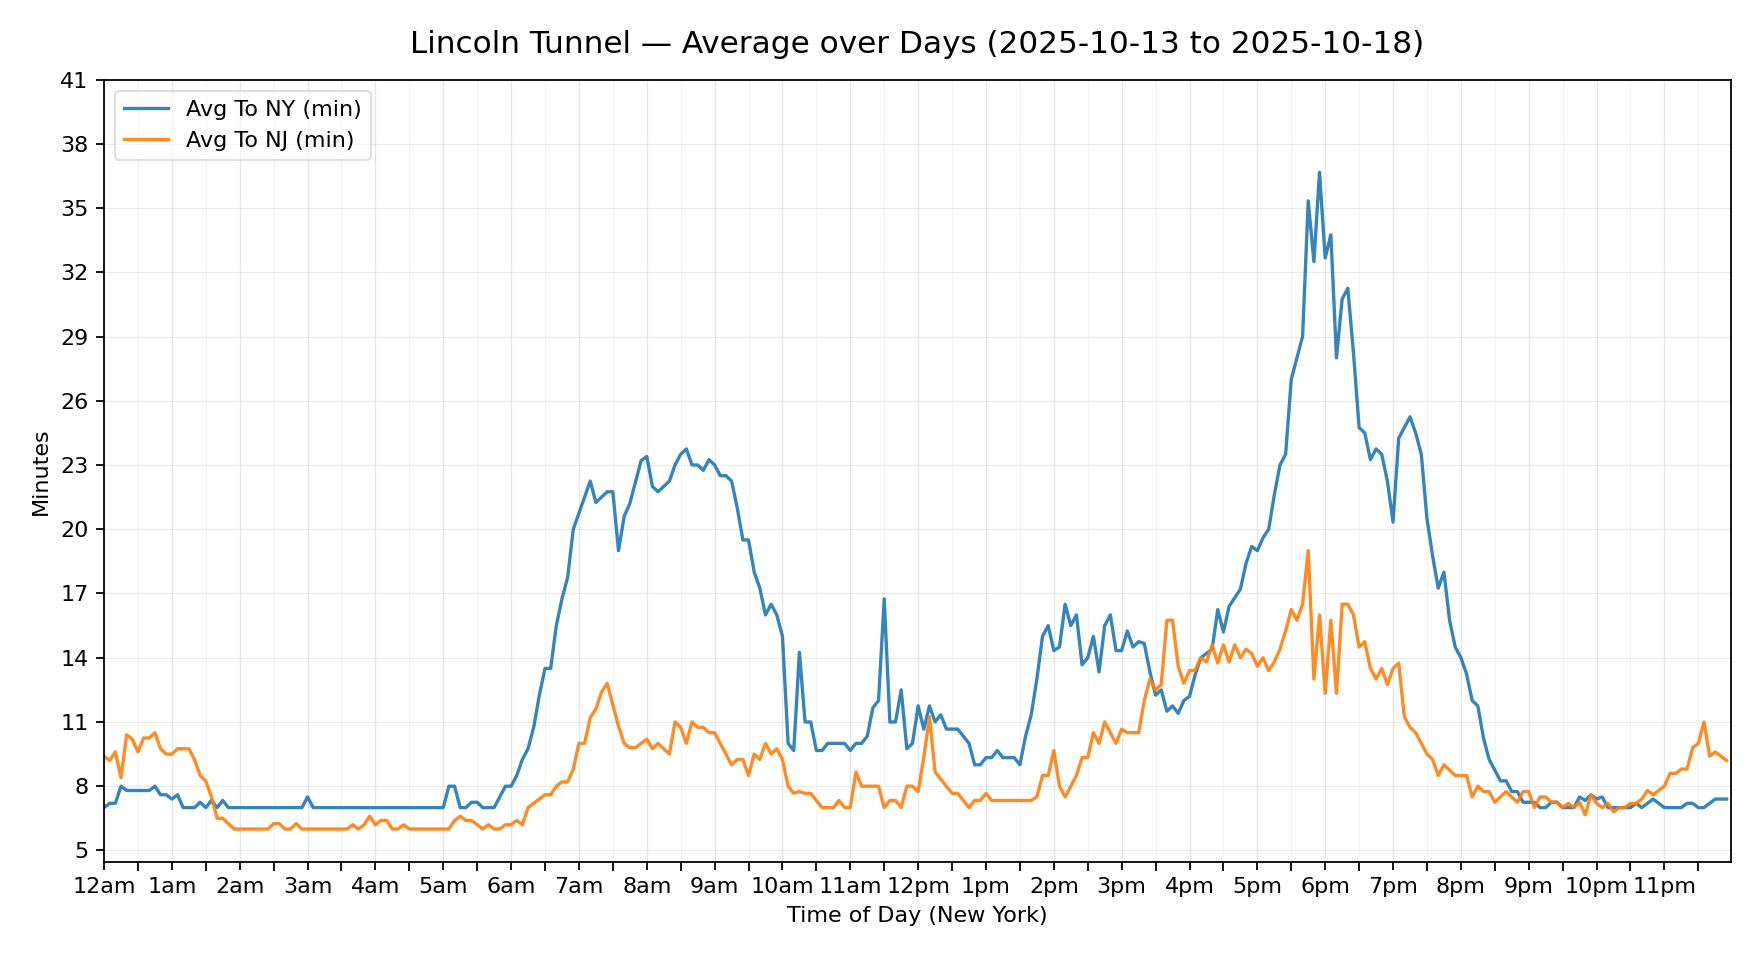 Lincoln Tunnel — Average over Days (2025-10-13 to 2025-10-18)
Avg To NY (min)
Avg To NJ (min)
41
38
35
32
29
26
23
20
17
14
11
8
5
Minutes
12am 1am 2am 3am 4am 5am 6am 7am 8am 9am 10am 11am 12pm 1pm 2pm 3pm 4pm 5pm 6pm 7pm 8pm 9pm 10pm 11pm
Time of Day (New York)